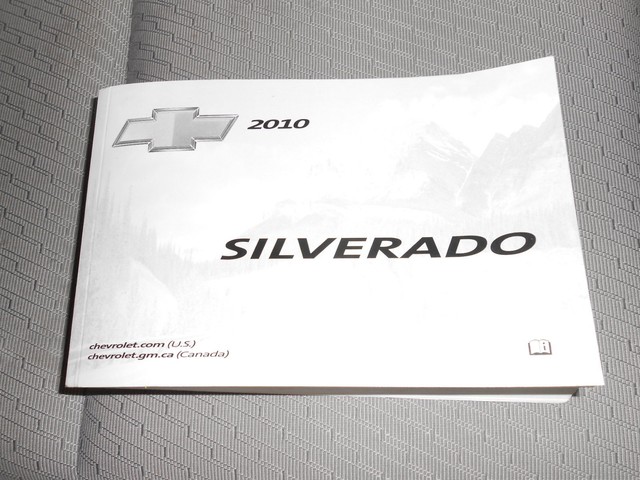 2010
SILVERADO
chevrolet.com (U.S.)
chevrolet.gm.ca (Canada)